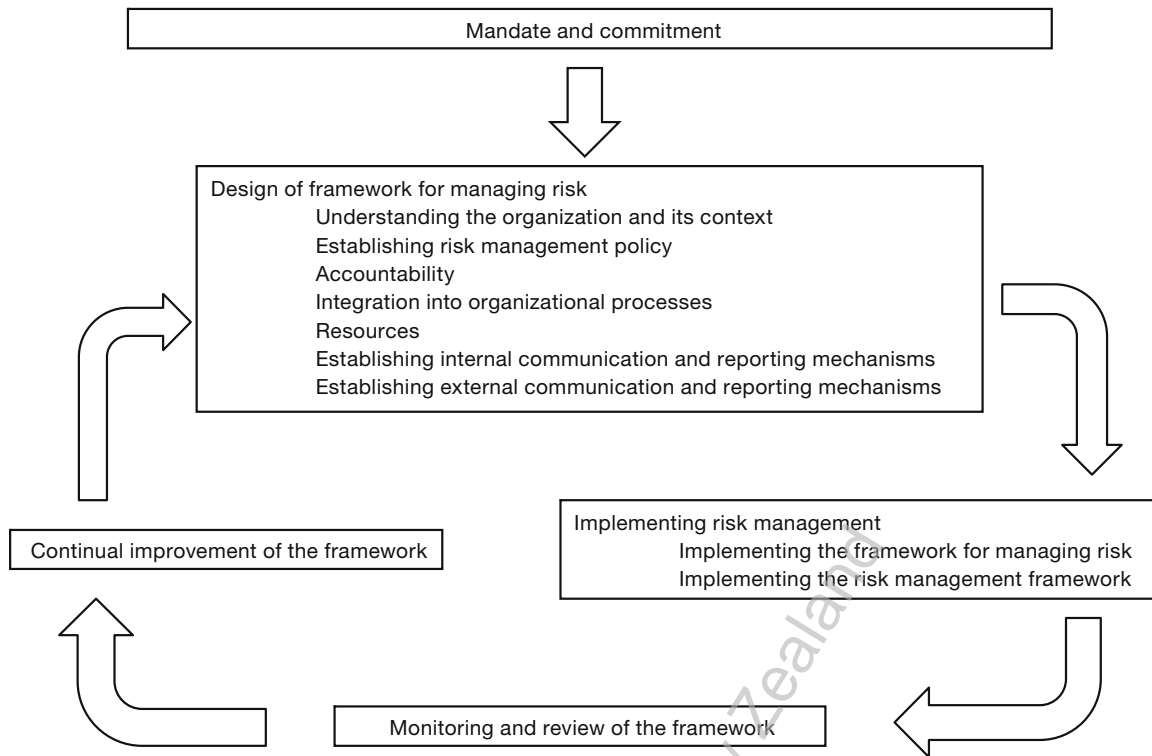 Mandate and commitment
Design of framework for managing risk
Understanding the organization and its context
Establishing risk management policy
Accountability
Integration into organizational processes
Resources
Establishing internal communication and reporting mechanisms
Establishing external communication and reporting mechanisms
Implementing risk management
Implementing the framework for managing risk
Implementing the risk management framework
Continual improvement of the framework
Monitoring and review of the framework
Zealand